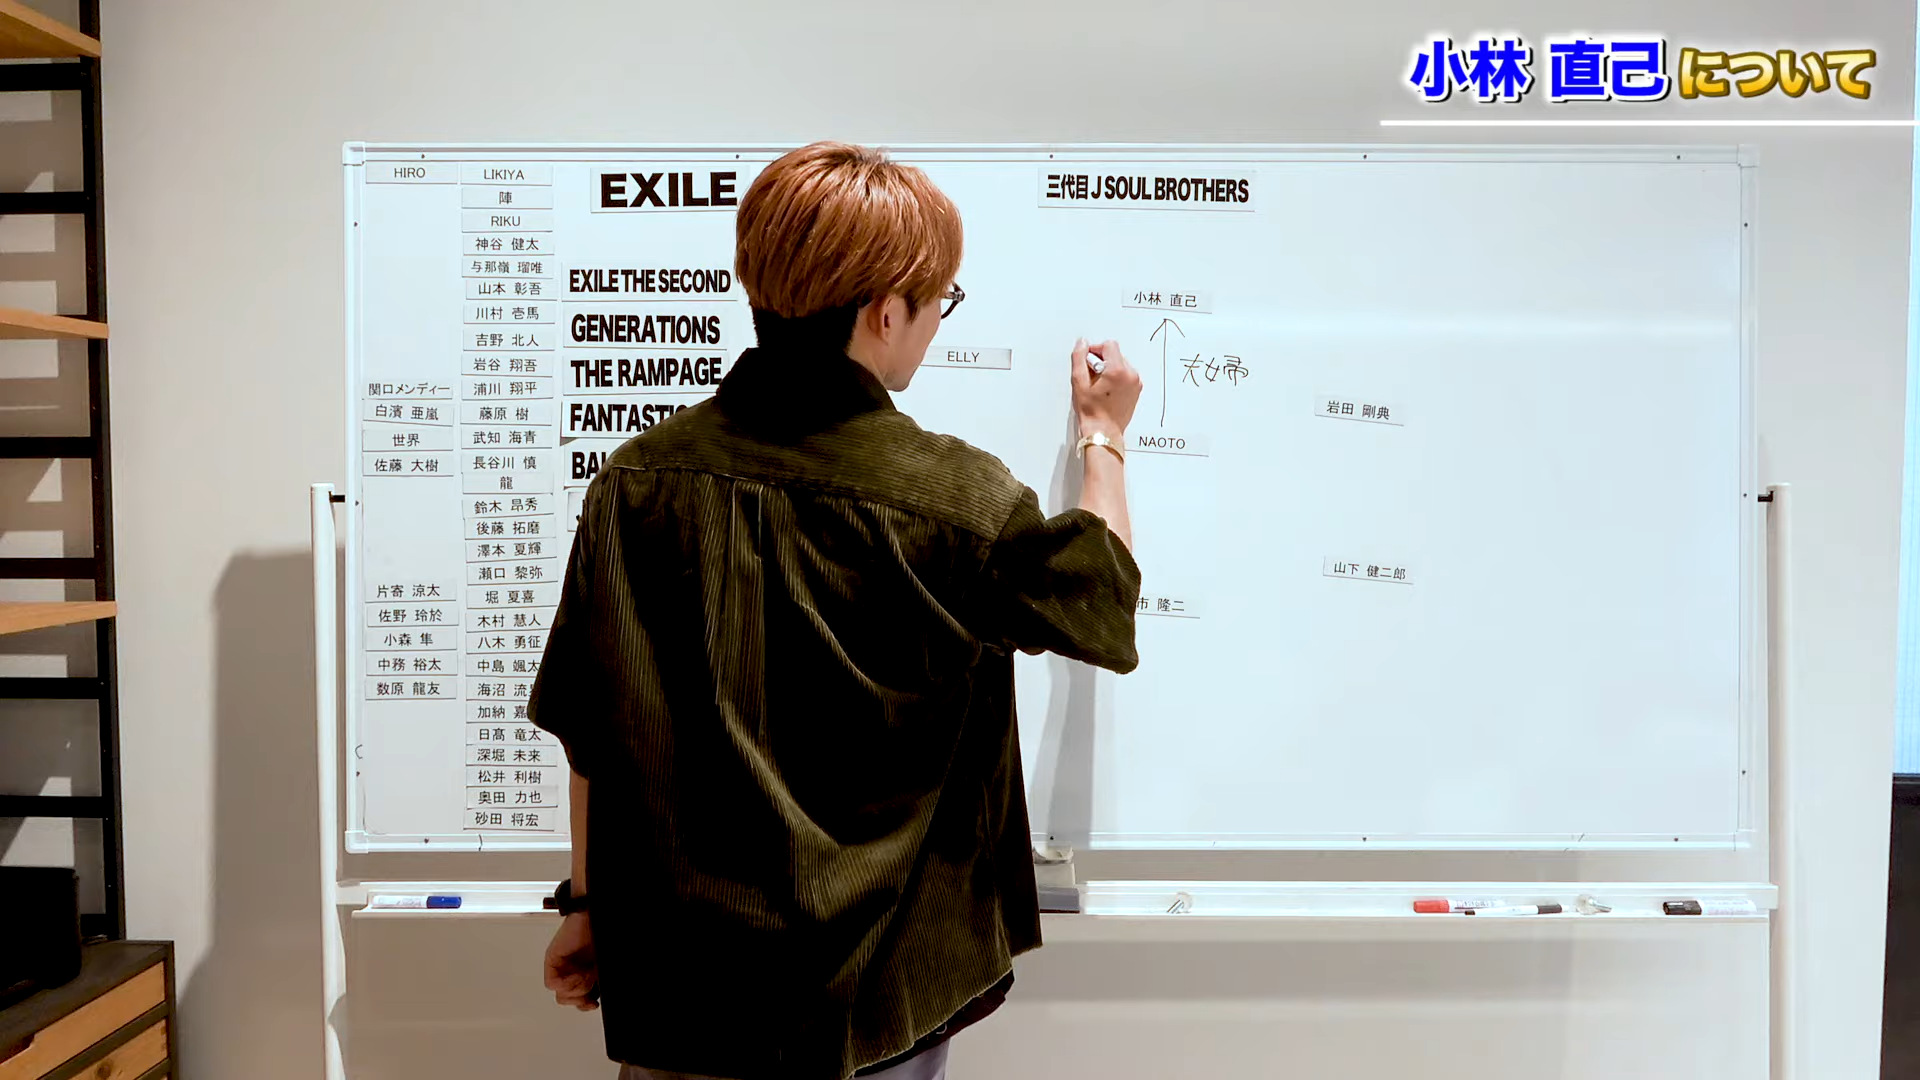 小林 直己について
HIRO
関口メンディー
白濱 亜嵐
世界
佐藤 大樹
片寄 涼太
佐野 玲於
小森 隼
中務 裕太
数原 龍友
LIKIYA
陣
RIKU
神谷 健太
与那嶺 瑠唯
山本 彰吾
川村 壱馬
吉野 北人
岩谷 翔吾
浦川 翔平
藤原 樹
武知 海青
長谷川 慎
龍
鈴木 昂秀
後藤 拓磨
澤本 夏輝
瀬口 黎弥
堀 夏喜
木村 慧人
八木 勇征
中島 颯太
海沼 流
加納 嘉
日髙 竜太
深堀 未来
松井 利樹
奥田 力也
砂田 将宏
EXILE
EXILE THE SECOND
GENERATIONS
THE RAMPAGE
FANTASTI
BAL
ELLY
三代目 J SOUL BROTHERS
小林 直己
夫婦
NAOTO
岩田 剛典
山下 健二郎
市 隆二